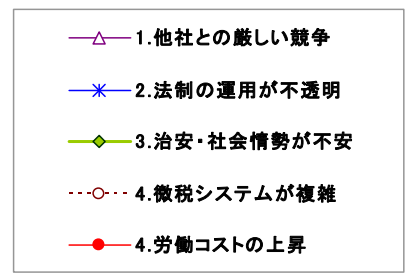 1.他社との厳しい競争
2.法制の運用が不透明
3.治安・社会情勢が不安
4.徴税システムが複雑
4.労働コストの上昇